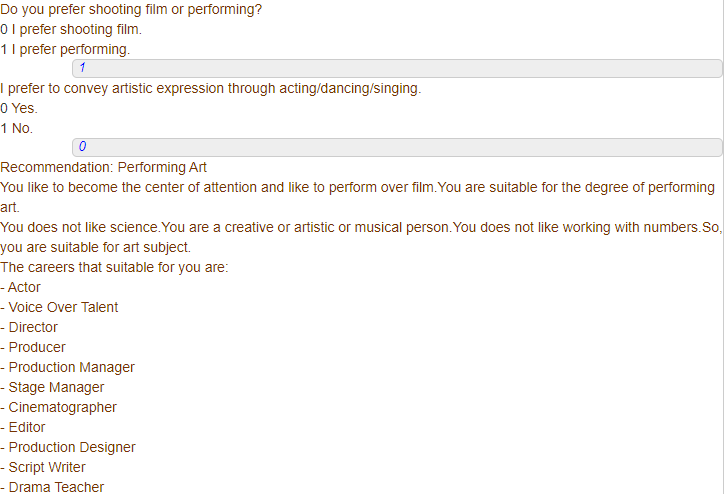 Do you prefer shooting film or performing?
0 I prefer shooting film.
1 I prefer performing.
1
I prefer to convey artistic expression through acting/dancing/singing.
0 Yes.
1 No.
0
Recommendation: Performing Art
You like to become the center of attention and like to perform over film.You are suitable for the degree of performing
art.
You does not like science.You are a creative or artistic or musical person.You does not like working with numbers.So,
you are suitable for art subject.
The careers that suitable for you are:
- Actor
- Voice Over Talent
- Director
- Producer
- Production Manager
- Stage Manager
- Cinematographer
- Editor
- Production Designer
- Script Writer
- Drama Teacher